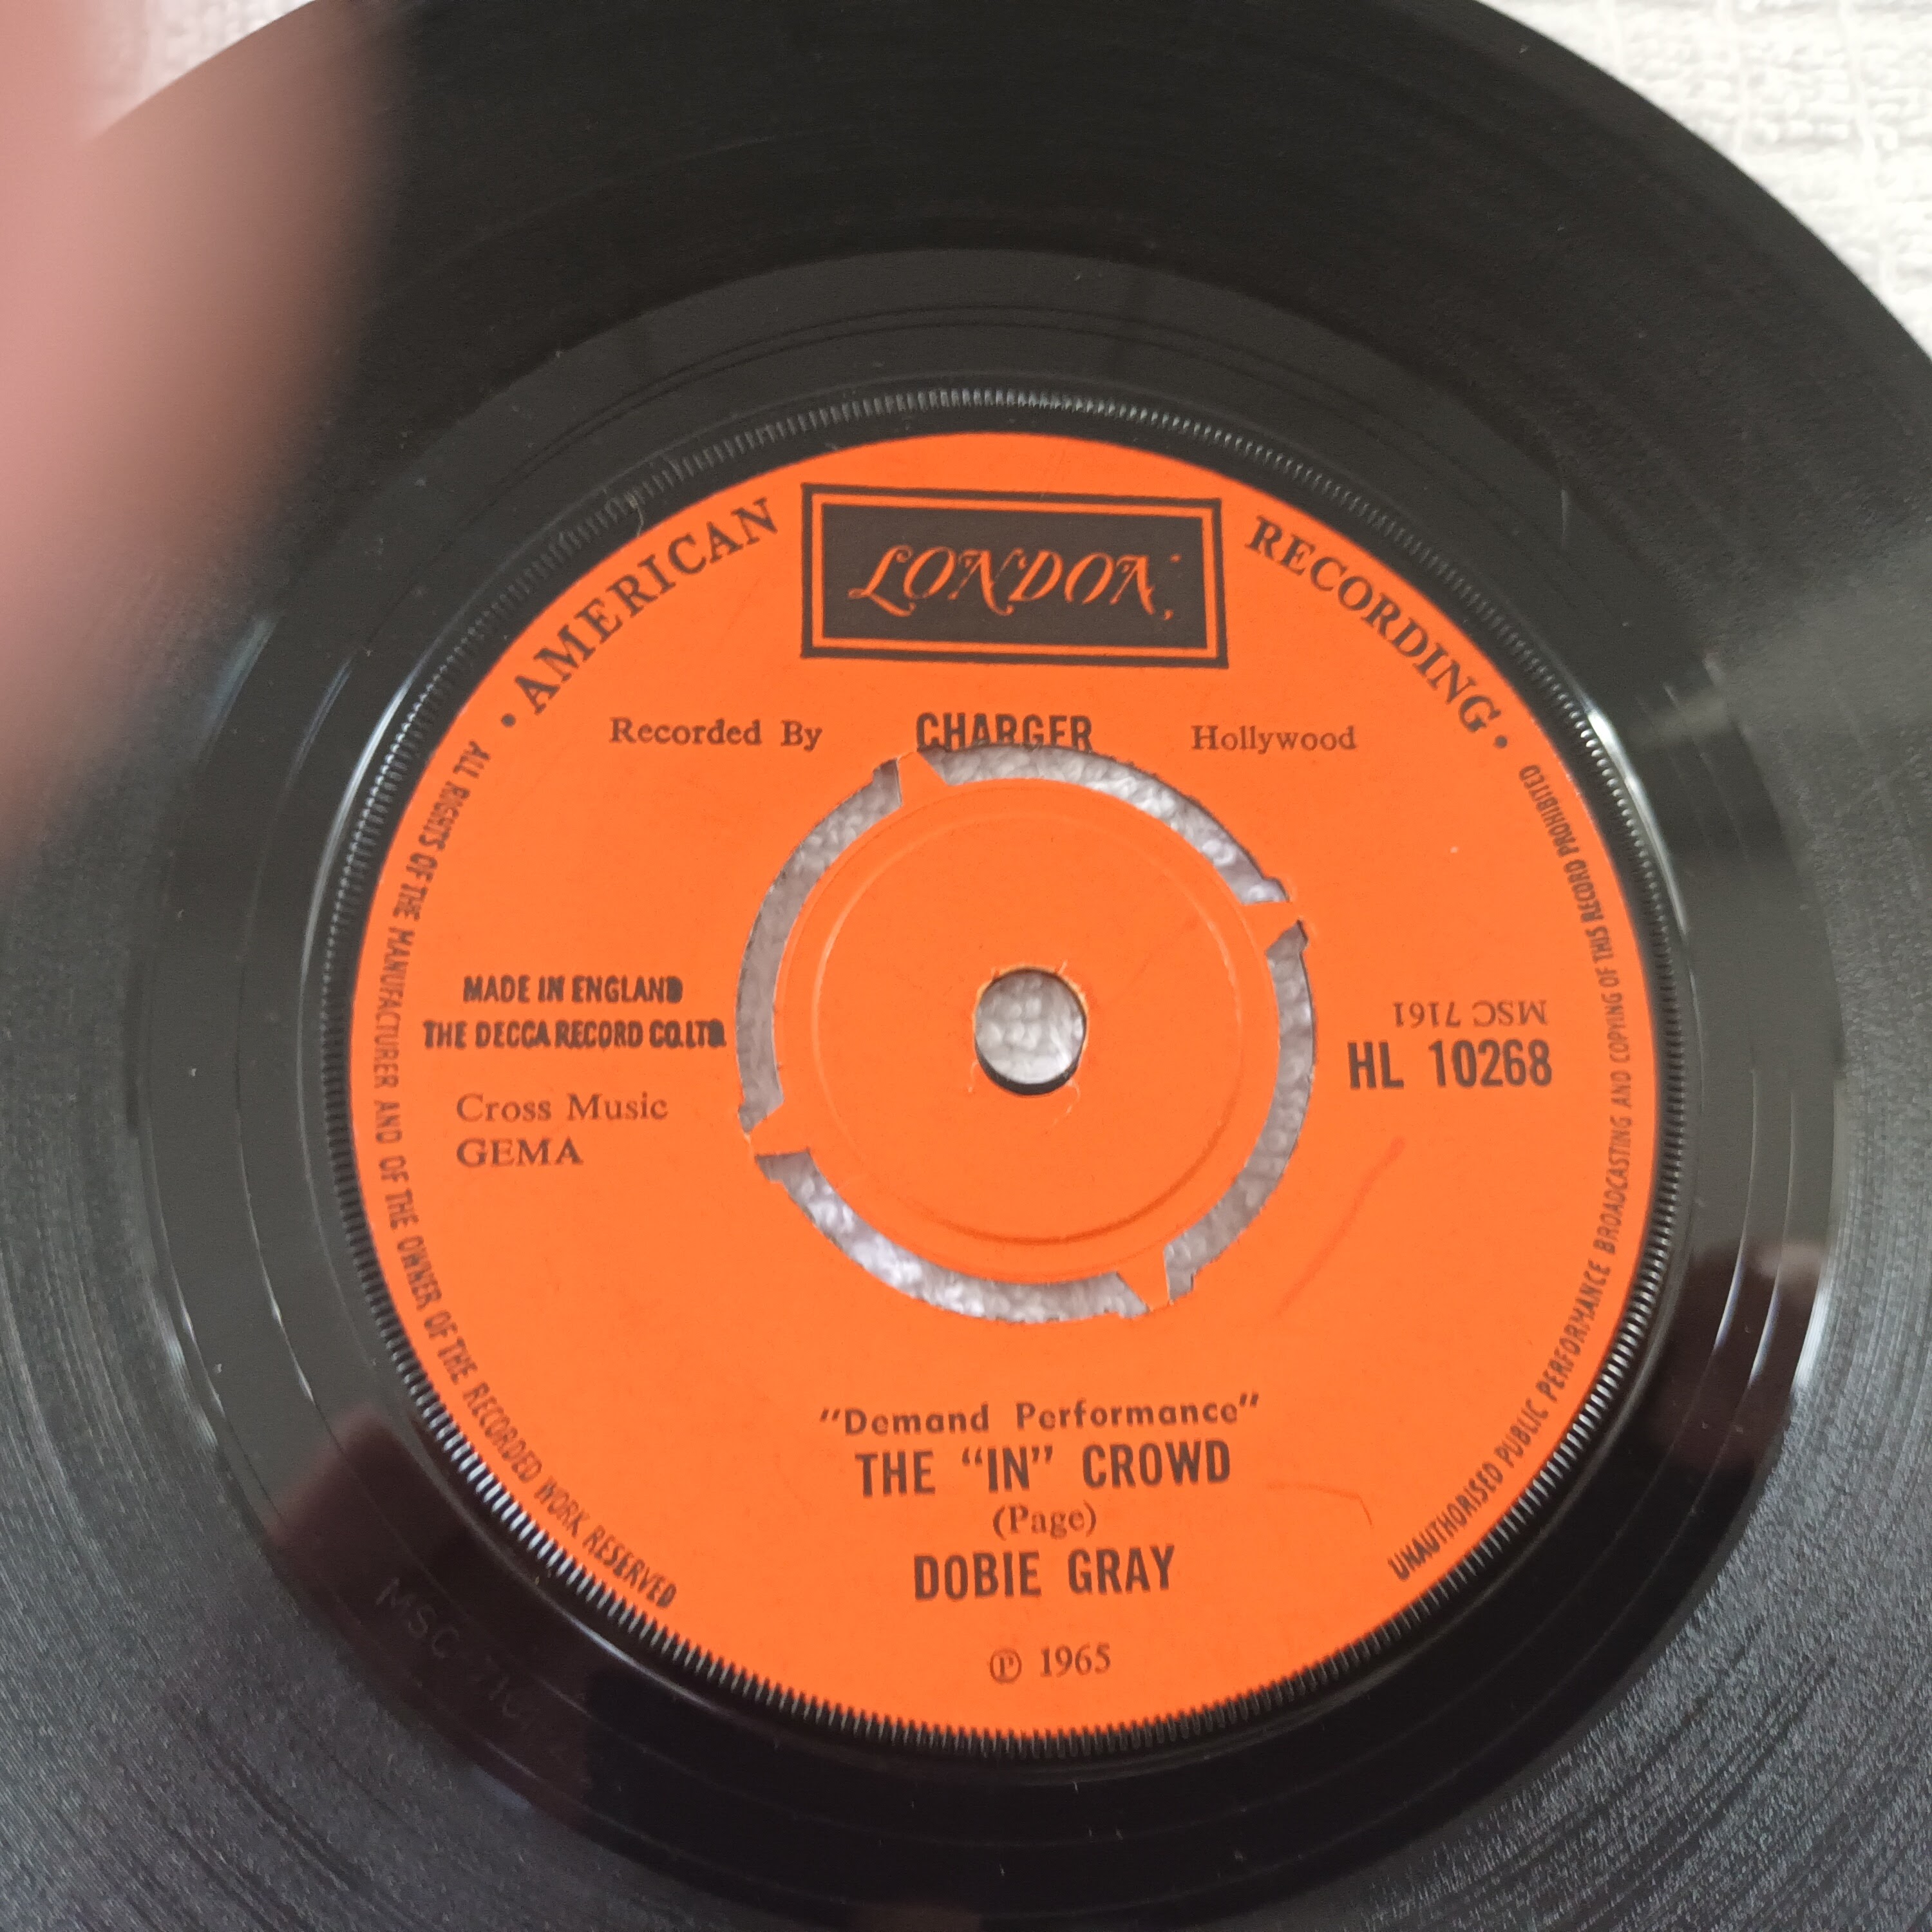 · AMERICAN RECORDING ·
LONDON
Recorded By CHARGER Hollywood
MADE IN ENGLAND
THE DECCA RECORD CO. LTD.
Cross Music
GEMA
MSC 7161
HL 10268
"Demand Performance"
THE "IN" CROWD
(Page)
DOBIE GRAY
℗ 1965
ALL RIGHTS OF THE MANUFACTURER AND OF THE OWNER OF THE RECORDED WORK RESERVED
UNAUTHORISED PUBLIC PERFORMANCE BROADCASTING AND COPYING OF THIS RECORD PROHIBITED